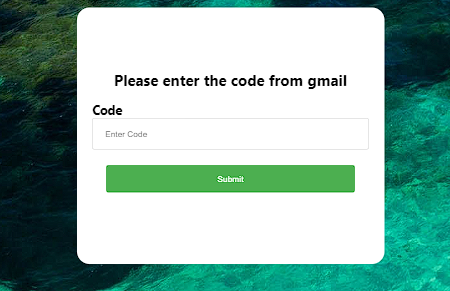 Please enter the code from gmail
Code
Enter Code
Submit